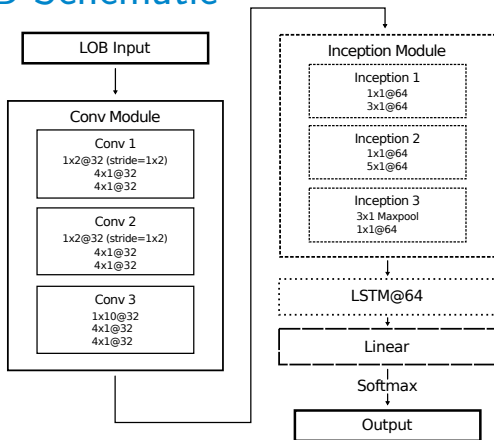 Schematic
LOB Input
Conv Module
Conv 1
1x2@32 (stride=1x2)
4x1@32
4x1@32
Conv 2
1x2@32 (stride=1x2)
4x1@32
4x1@32
Conv 3
1x10@32
4x1@32
4x1@32
Inception Module
Inception 1
1x1@64
3x1@64
Inception 2
1x1@64
5x1@64
Inception 3
3x1 Maxpool
1x1@64
LSTM@64
Linear
Softmax
Output